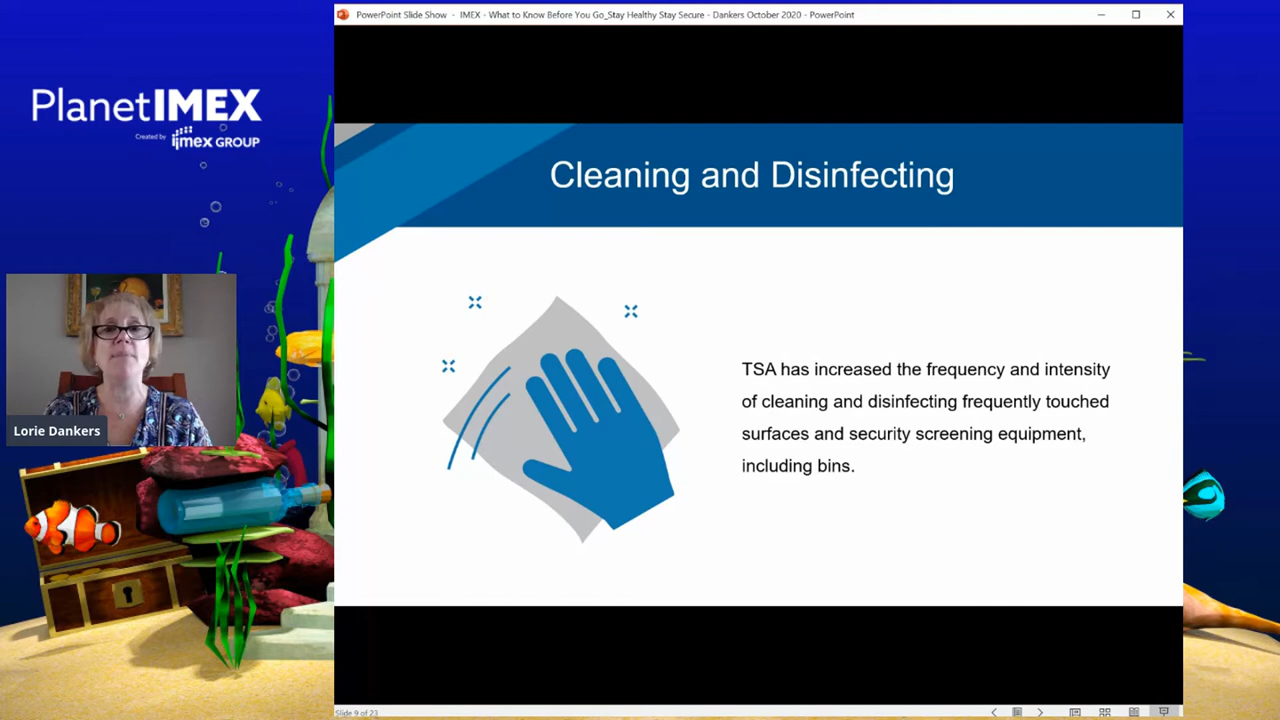 PowerPoint Slide Show - IMEX - What to Know Before You Go_Stay Healthy Stay Secure - Dankers October 2020 - PowerPoint
PlanetIMEX
Created by imex GROUP
Cleaning and Disinfecting
TSA has increased the frequency and intensity
of cleaning and disinfecting frequently touched
surfaces and security screening equipment,
including bins.
Lorie Dankers
Slide 9 of 23